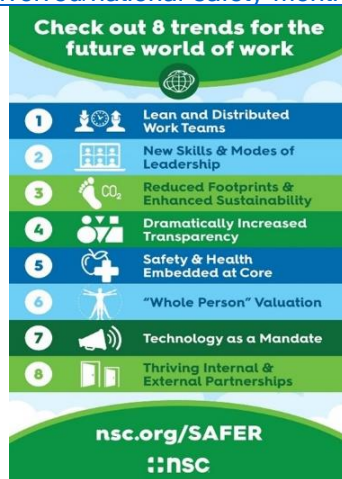 Check out 8 trends for the
future world of work
1 Lean and Distributed
Work Teams
2 New Skills & Modes of
Leadership
3 CO₂ Reduced Footprints &
Enhanced Sustainability
4 Dramatically Increased
Transparency
5 Safety & Health
Embedded at Core
6 “Whole Person” Valuation
7 Technology as a Mandate
8 Thriving Internal &
External Partnerships
nsc.org/SAFER
nsc